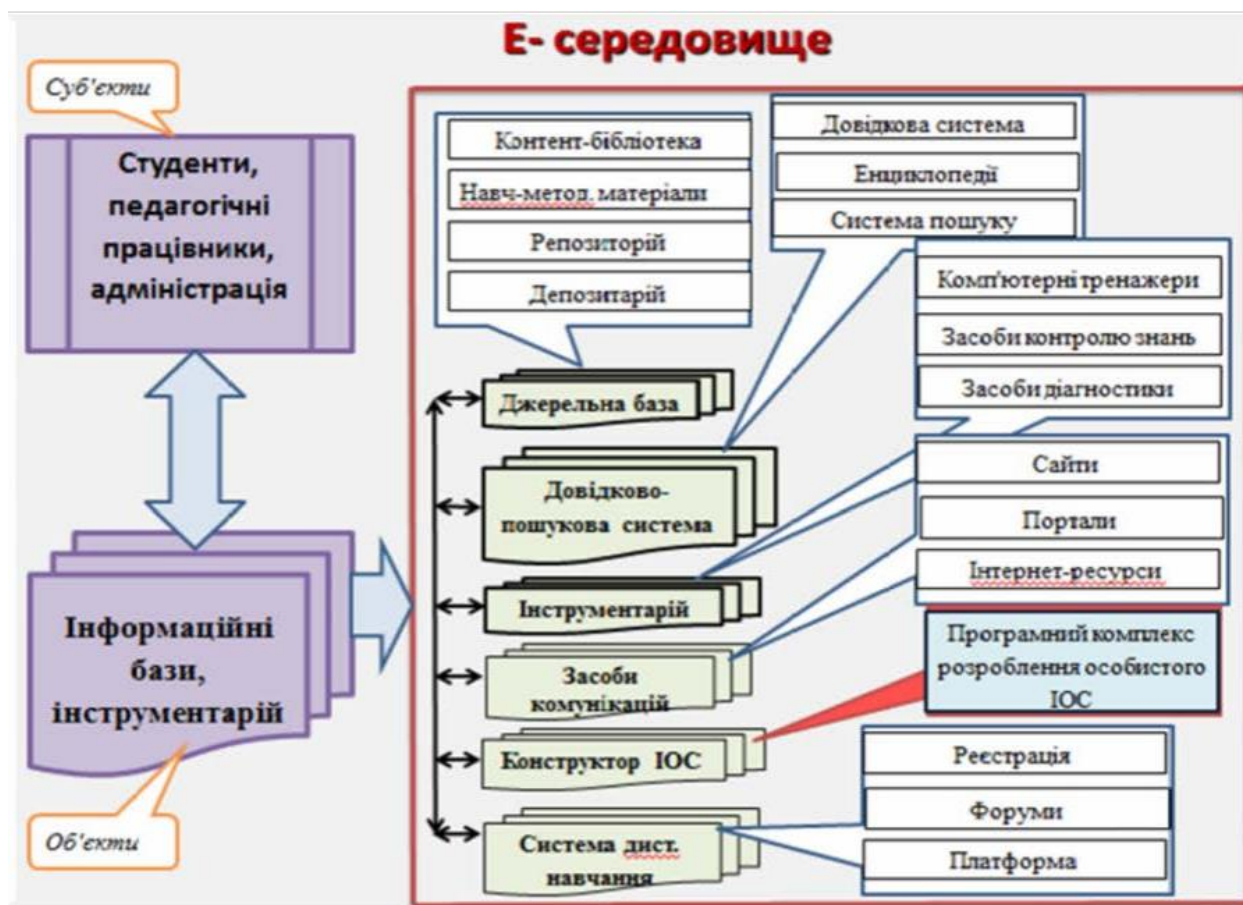 Е- середовище
Суб'єкти
Студенти,
педагогічні
працівники,
адміністрація
Інформаційні
бази,
інструментарій
Об'єкти
Контент-бібліотека
Навч-метод. матеріали
Репозиторій
Депозитарій
Довідкова система
Енциклопедії
Система пошуку
Комп'ютерні тренажери
Засоби контролю знань
Засоби діагностики
Сайти
Портали
Інтернет-ресурси
Програмний комплекс
розроблення особистого
ІОС
Реєстрація
Форуми
Платформа
Джерельна база
Довідково-
пошукова система
Інструментарій
Засоби
комунікацій
Конструктор ІОС
Система дист.
навчання